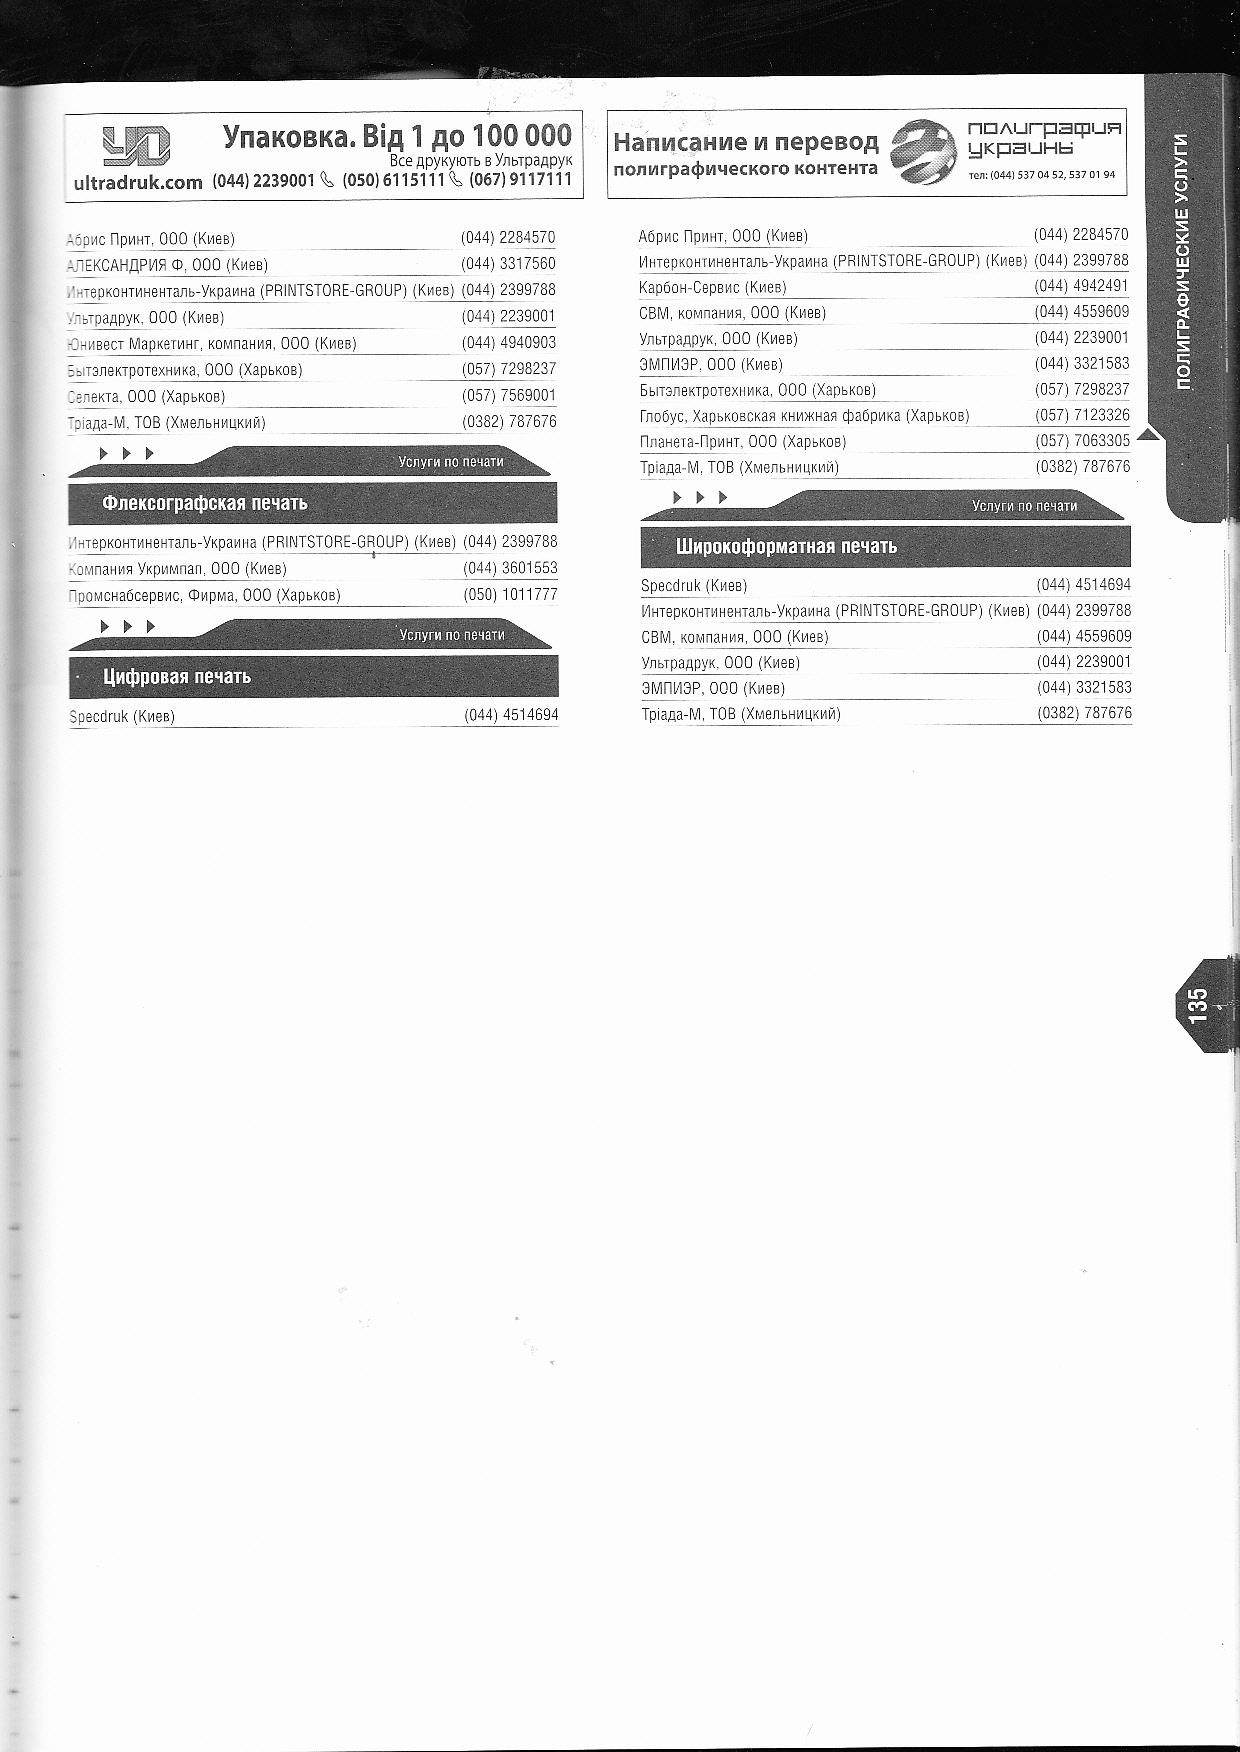 Упаковка. Від 1 до 100 000
Все друкують в Ультрадрук
ultradruk.com (044) 2239001 (050) 6115111 (067) 9117111
Абрис Принт, ООО (Киев) (044) 2284570
АЛЕКСАНДРИЯ Ф, ООО (Киев) (044) 3317560
Интерконтиненталь-Украина (PRINTSTORE-GROUP) (Киев) (044) 2399788
Ультрадрук, ООО (Киев) (044) 2239001
Юнивест Маркетинг, компания, ООО (Киев) (044) 4940903
Бытэлектротехника, ООО (Харьков) (057) 7298237
Селекта, ООО (Харьков) (057) 7569001
Тріада-М, ТОВ (Хмельницкий) (0382) 787676
Услуги по печати
Флексографская печать
Интерконтиненталь-Украина (PRINTSTORE-GROUP) (Киев) (044) 2399788
Компания Укримпап, ООО (Киев) (044) 3601553
Промснабсервис, Фирма, ООО (Харьков) (050) 1011777
Услуги по печати
Цифровая печать
Specdruk (Киев) (044) 4514694
Написание и перевод
полиграфического контента
полиграфия
украины
тел: (044) 537 04 52, 537 01 94
Абрис Принт, ООО (Киев) (044) 2284570
Интерконтиненталь-Украина (PRINTSTORE-GROUP) (Киев) (044) 2399788
Карбон-Сервис (Киев) (044) 4942491
СВМ, компания, ООО (Киев) (044) 4559609
Ультрадрук, ООО (Киев) (044) 2239001
ЭМПИЭР, ООО (Киев) (044) 3321583
Бытэлектротехника, ООО (Харьков) (057) 7298237
Глобус, Харьковская книжная фабрика (Харьков) (057) 7123326
Планета-Принт, ООО (Харьков) (057) 7063305
Тріада-М, ТОВ (Хмельницкий) (0382) 787676
Услуги по печати
Широкоформатная печать
Specdruk (Киев) (044) 4514694
Интерконтиненталь-Украина (PRINTSTORE-GROUP) (Киев) (044) 2399788
СВМ, компания, ООО (Киев) (044) 4559609
Ультрадрук, ООО (Киев) (044) 2239001
ЭМПИЭР, ООО (Киев) (044) 3321583
Тріада-М, ТОВ (Хмельницкий) (0382) 787676
ПОЛИГРАФИЧЕСКИЕ УСЛУГИ
135